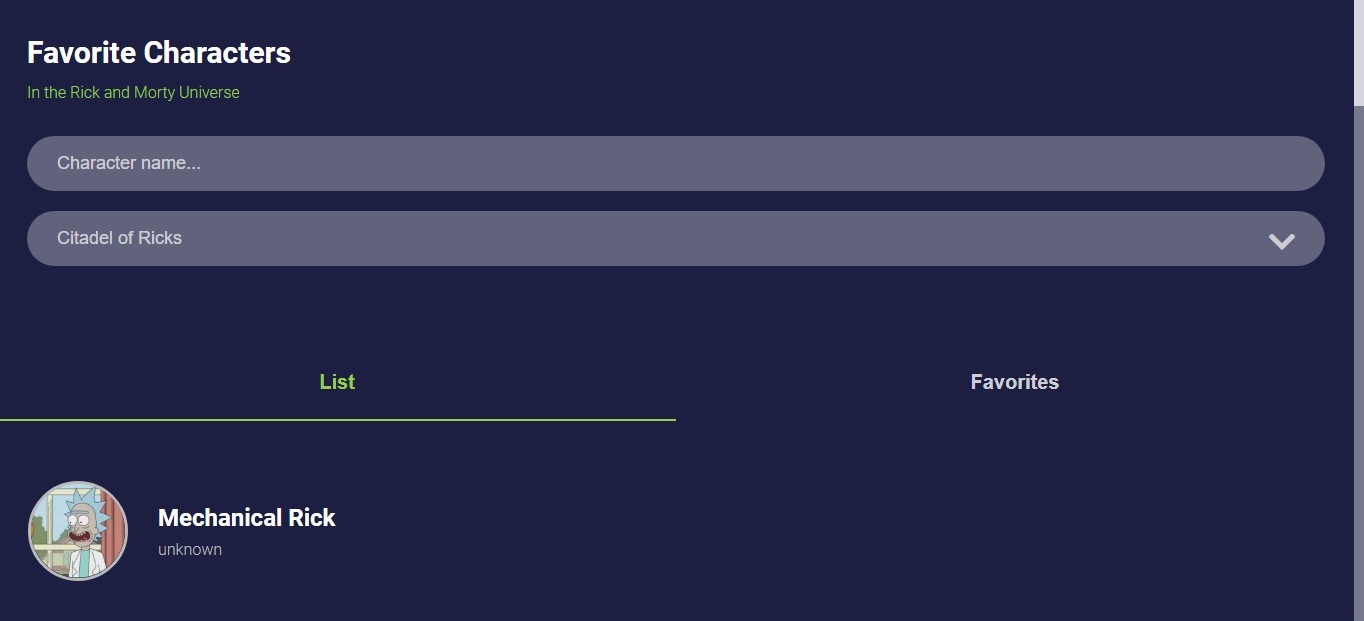 Favorite Characters
In the Rick and Morty Universe
Character name...
Citadel of Ricks
List
Favorites
Mechanical Rick
unknown